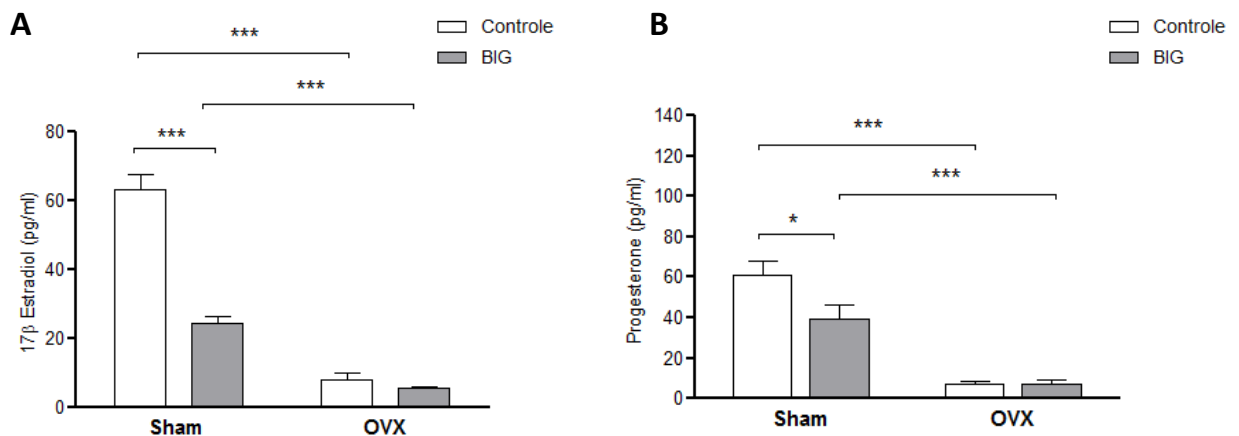 A
Controle
BIG
***
***
***
80
60
40
20
0
17β Estradiol (pg/ml)
Sham OVX
B
Controle
BIG
***
***
*
140
120
100
80
60
40
20
0
Progesterone (pg/ml)
Sham OVX